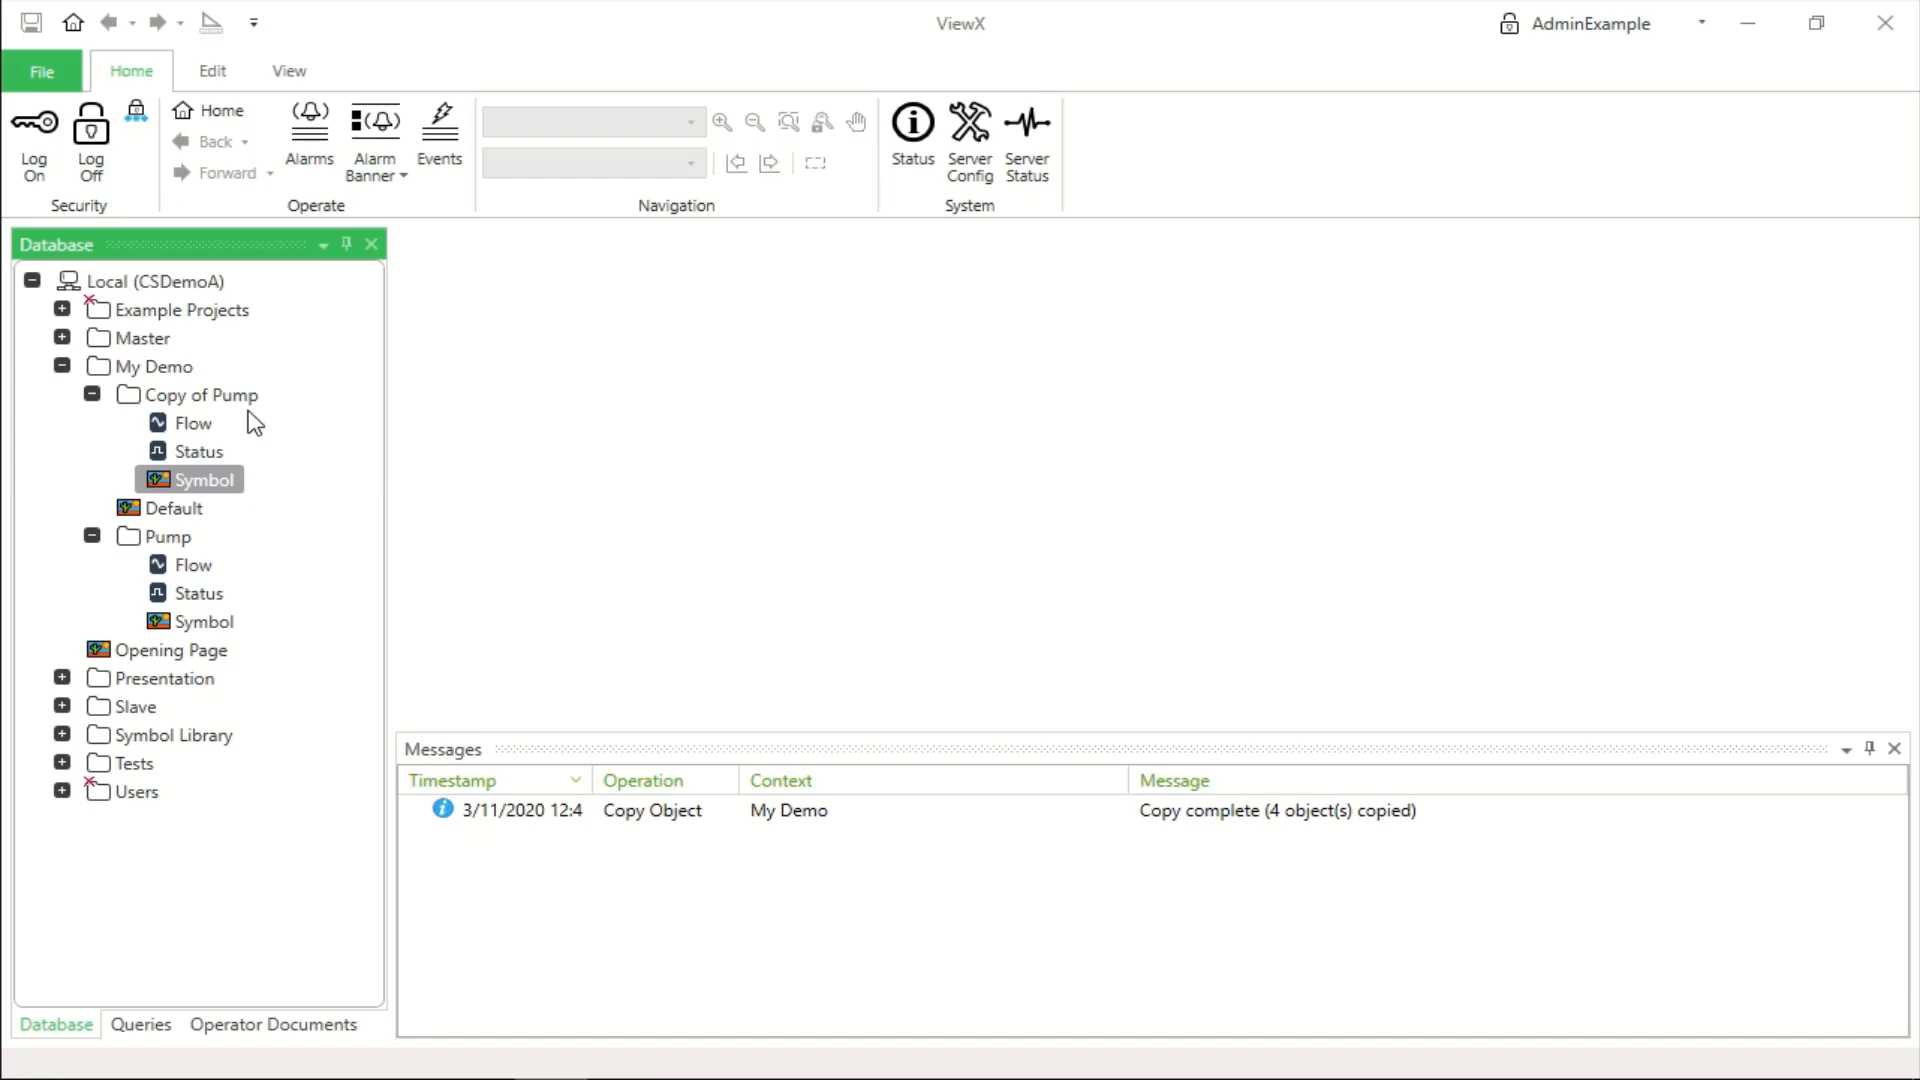 ViewX
AdminExample
File
Home
Edit
View
Log On
Log Off
Security
Home
Back
Forward
Alarms
Alarm Banner
Events
Operate
Navigation
Status
Server Config
Server Status
System
Database
Local (CSDemoA)
Example Projects
Master
My Demo
Copy of Pump
Flow
Status
Symbol
Default
Pump
Flow
Status
Symbol
Opening Page
Presentation
Slave
Symbol Library
Tests
Users
Database Queries Operator Documents
Messages
Timestamp Operation Context Message
3/11/2020 12:4 Copy Object My Demo Copy complete (4 object(s) copied)